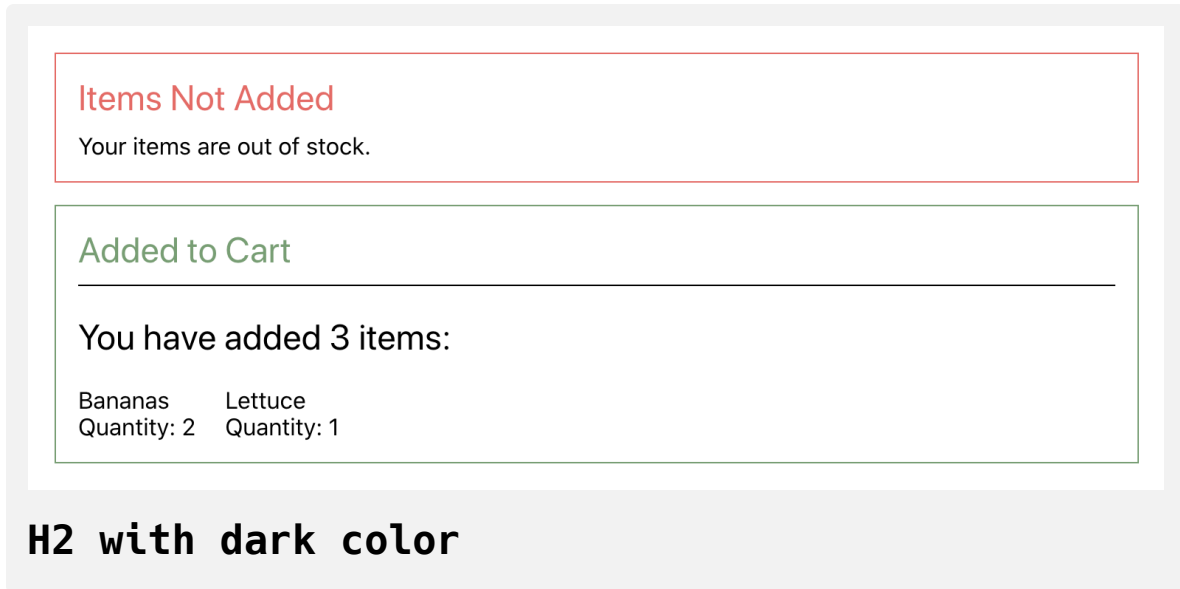 Items Not Added
Your items are out of stock.
Added to Cart
You have added 3 items:
Bananas Lettuce
Quantity: 2 Quantity: 1
H2 with dark color